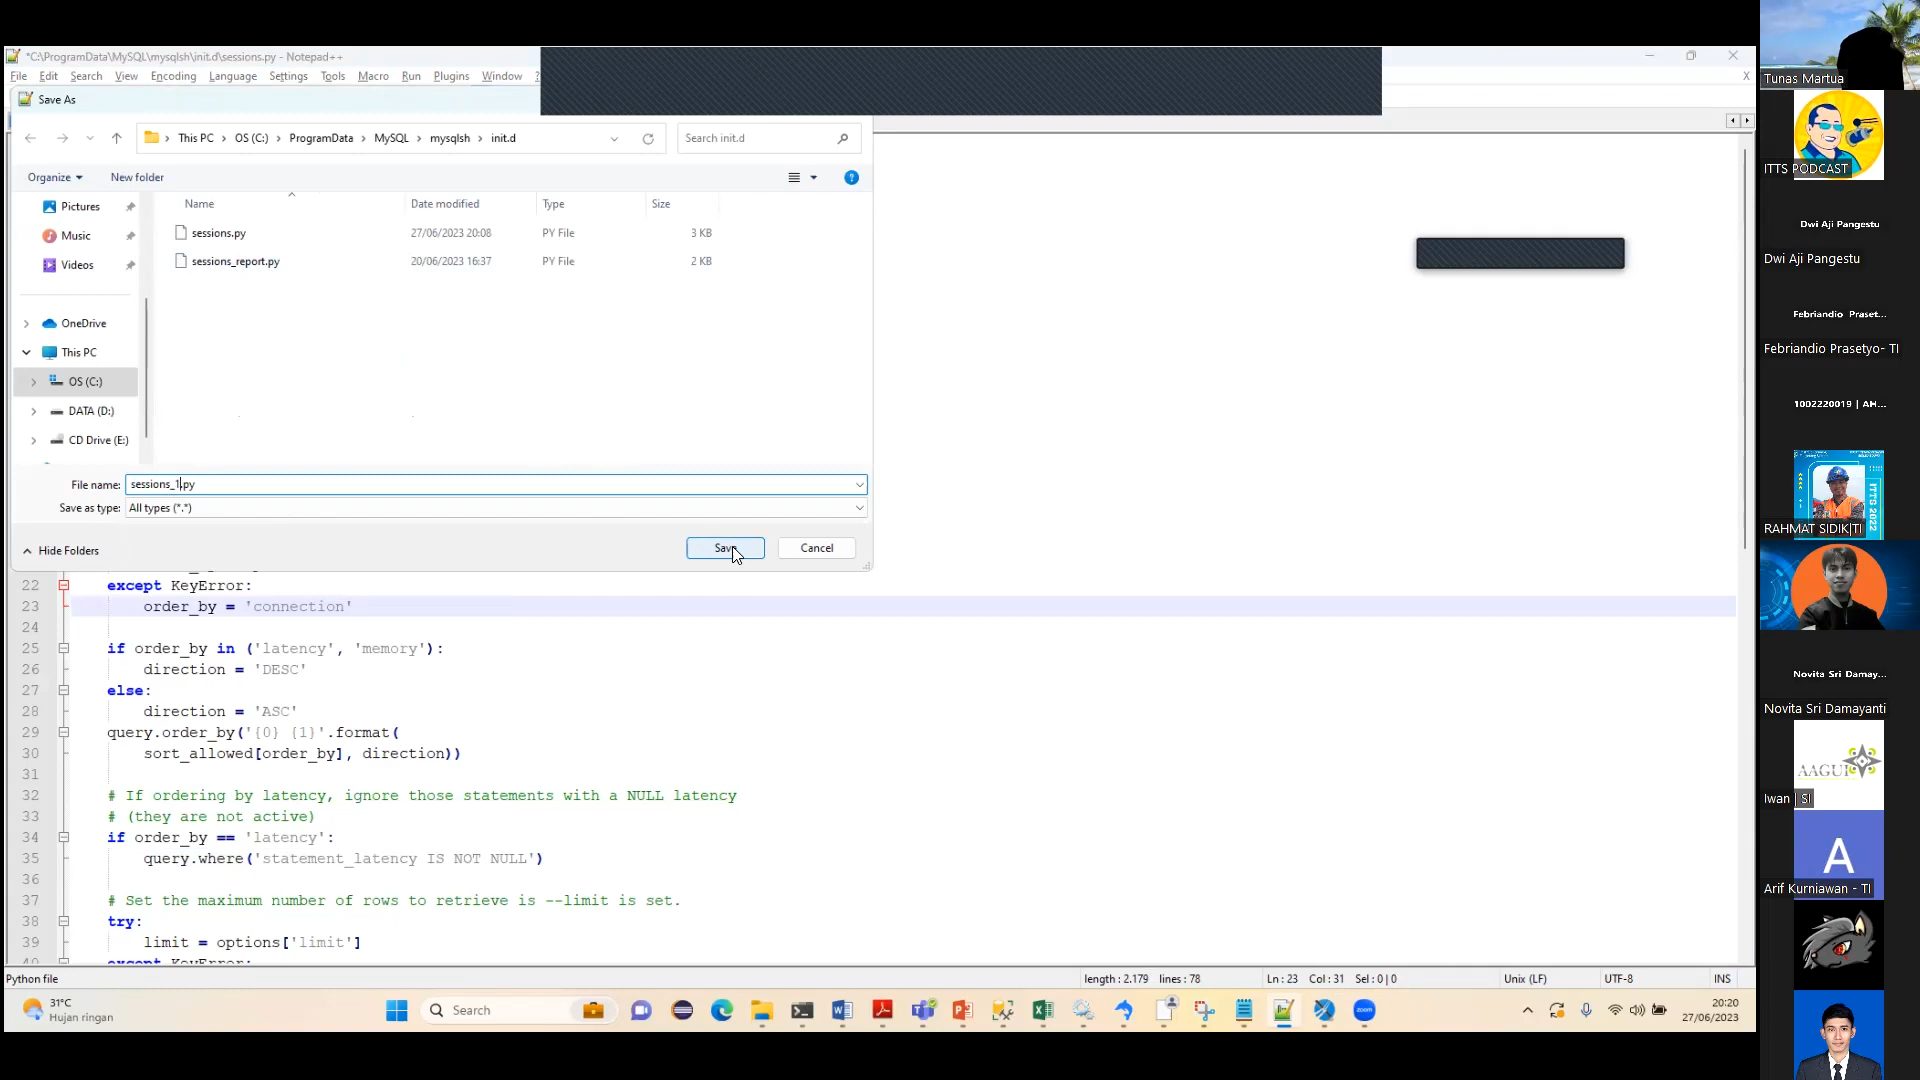 *C:\ProgramData\MySQL\mysqlsh\init.d\sessions.py - Notepad++
File Edit Search View Encoding Language Settings Tools Macro Run Plugins Window ?
X
Save As
This PC > OS (C:) > ProgramData > MySQL > mysqlsh > init.d
Search init.d
Organize New folder
Name Date modified Type Size
sessions.py 27/06/2023 20:08 PY File 3 KB
sessions_report.py 20/06/2023 16:37 PY File 2 KB
Pictures
Music
Videos
OneDrive
This PC
OS (C:)
DATA (D:)
CD Drive (E:)
File name: sessions_1.py
Save as type: All types (*.*)
Hide Folders
Save Cancel
22 except KeyError:
23 order_by = 'connection'
24
25 if order_by in ('latency', 'memory'):
26 direction = 'DESC'
27 else:
28 direction = 'ASC'
29 query.order_by('{0} {1}'.format(
30 sort_allowed[order_by], direction))
31
32 # If ordering by latency, ignore those statements with a NULL latency
33 # (they are not active)
34 if order_by == 'latency':
35 query.where('statement_latency IS NOT NULL')
36
37 # Set the maximum number of rows to retrieve is --limit is set.
38 try:
39 limit = options['limit']
40 except KeyError:
Python file length : 2.179 lines : 78 Ln : 23 Col : 31 Sel : 0 | 0 Unix (LF) UTF-8 INS
31°C
Hujan ringan
Search
zoom
20:20
27/06/2023
Tunas Martua
ITTS PODCAST
Dwi Aji Pangestu
Dwi Aji Pangestu
Febriandio Praset...
Febriandio Prasetyo- TI
1002220019 | AH...
ITTS 2022
RAHMAT SIDIK|TI
Novita Sri Damay...
Novita Sri Damayanti
AAGUI
Iwan | SI
A
Arif Kurniawan - TI